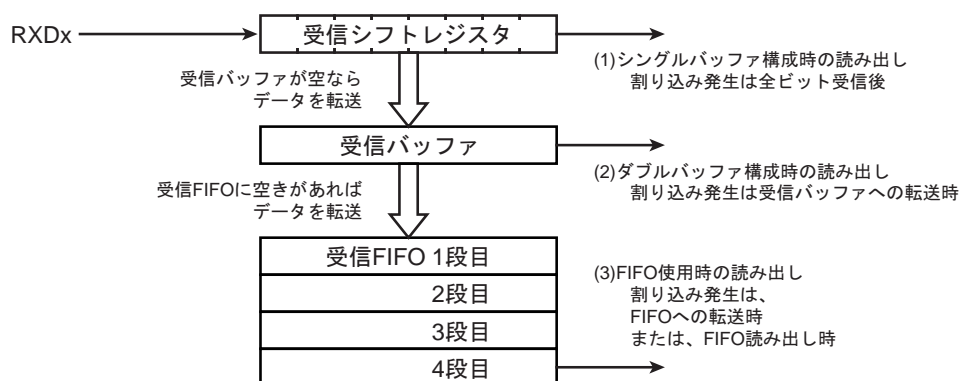 RXDx
受信シフトレジスタ
(1)シングルバッファ構成時の読み出し
割り込み発生は全ビット受信後
受信バッファが空なら
データを転送
受信バッファ
(2)ダブルバッファ構成時の読み出し
割り込み発生は受信バッファへの転送時
受信FIFOに空きがあれば
データを転送
受信FIFO 1段目
2段目
3段目
4段目
(3)FIFO使用時の読み出し
割り込み発生は、
FIFOへの転送時
または、FIFO読み出し時